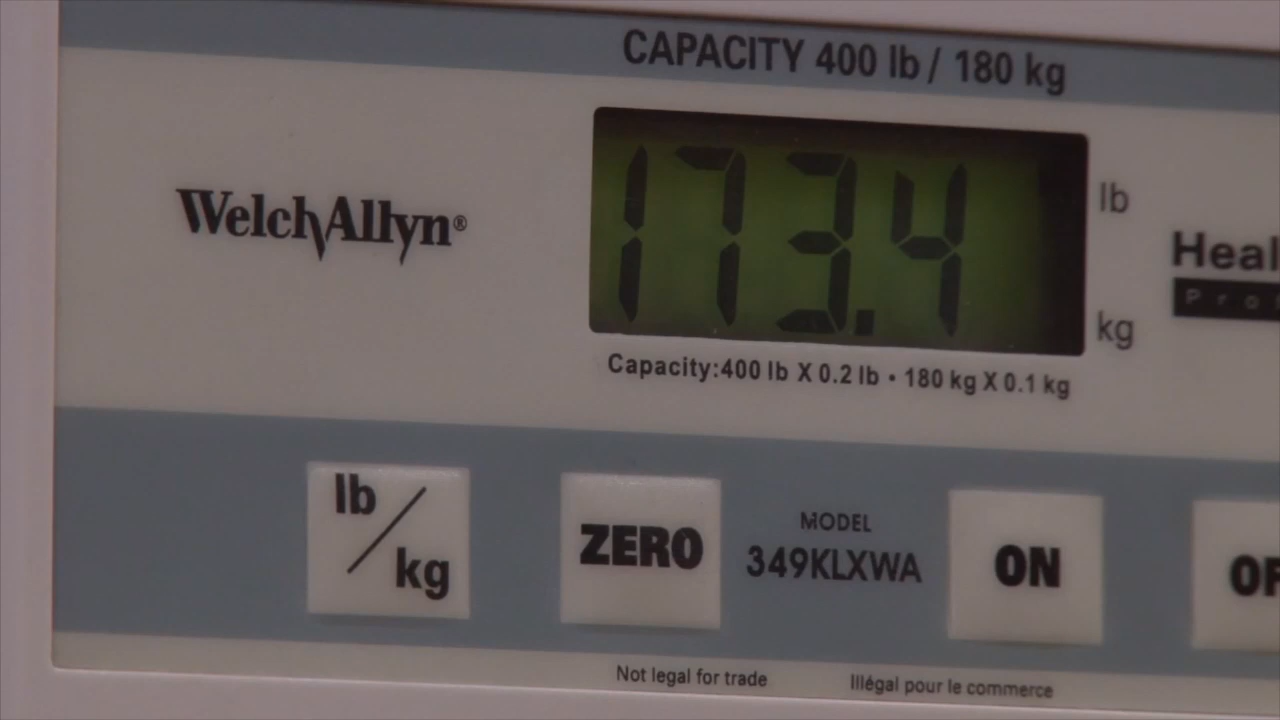 CAPACITY 400 lb / 180 kg
WelchAllyn®
173.4
lb
kg
Capacity:400 lb X 0.2 lb • 180 kg X 0.1 kg
lb/kg
ZERO
MODEL
349KLXWA
ON
Not legal for trade
Illégal pour le commerce